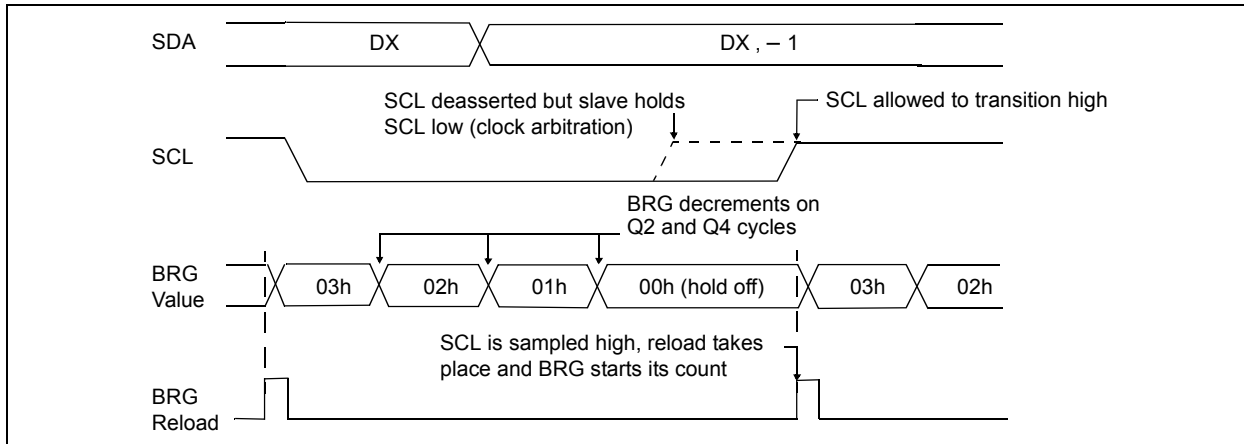 SDA
DX
DX , – 1
SCL deasserted but slave holds
SCL low (clock arbitration)
SCL allowed to transition high
SCL
BRG decrements on
Q2 and Q4 cycles
BRG
Value
03h
02h
01h
00h (hold off)
03h
02h
SCL is sampled high, reload takes
place and BRG starts its count
BRG
Reload